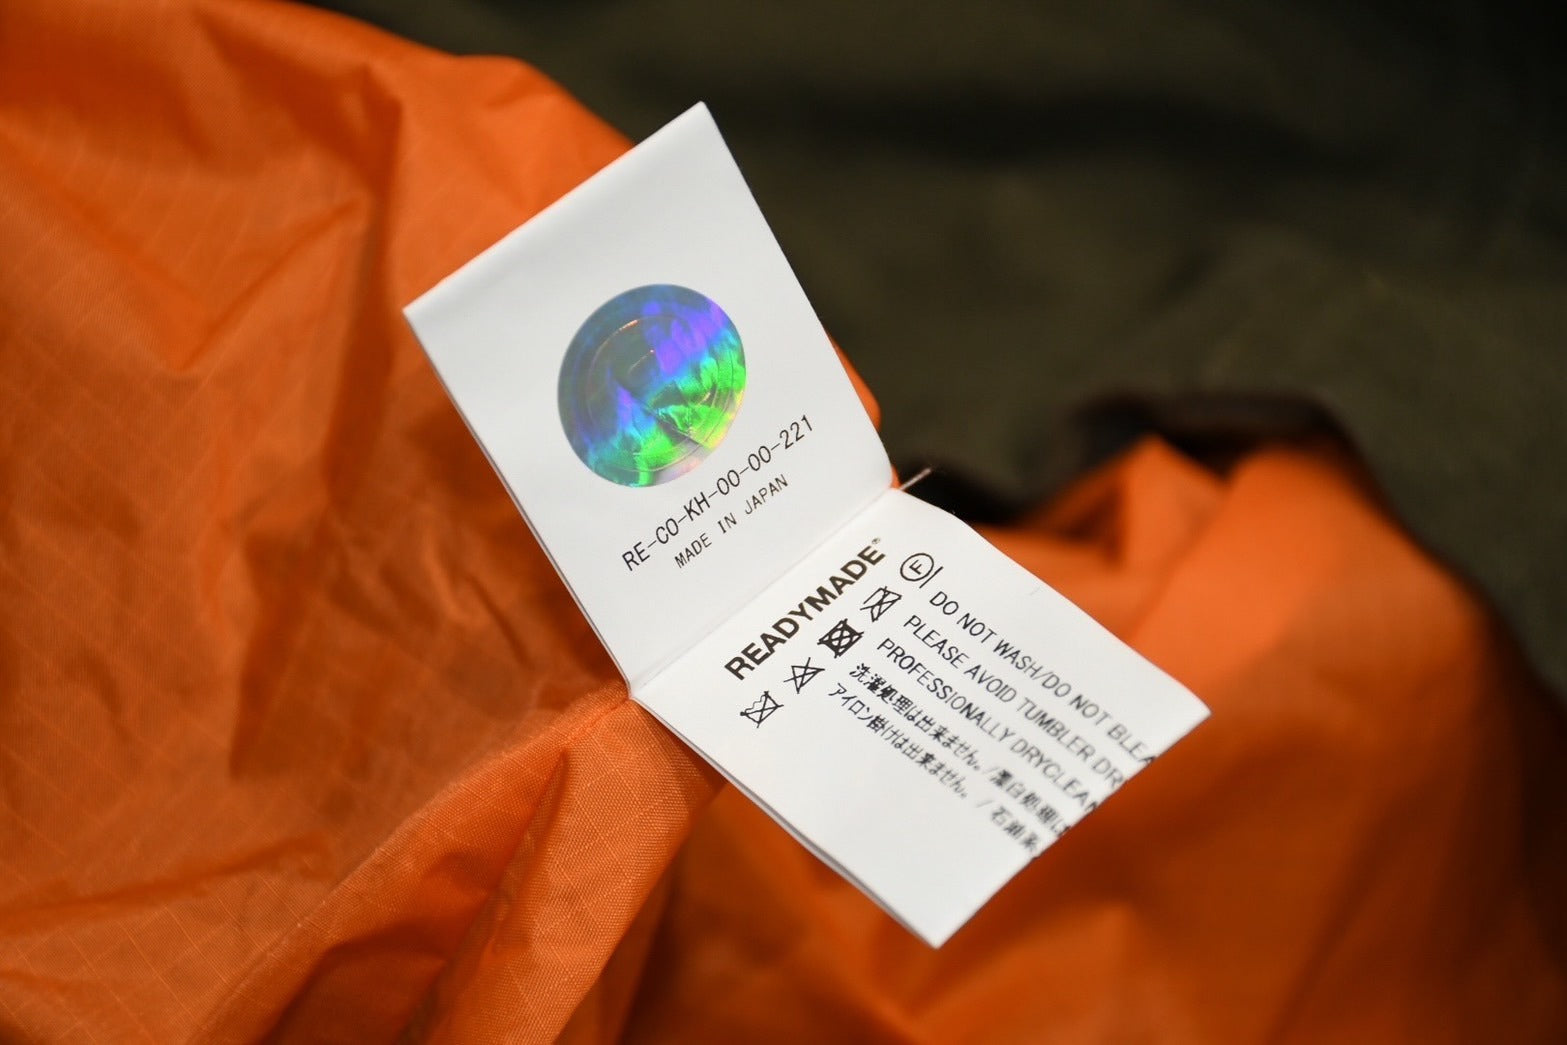 RE-CO-KH-00-00-221
MADE IN JAPAN
READYMADE®
F
DO NOT WASH/DO NOT BLEA
PLEASE AVOID TUMBLER DR
PROFESSIONALLY DRYCLEAN
洗濯処理は出来ません。/漂白処理は
アイロン掛けは出来ません。/石油系